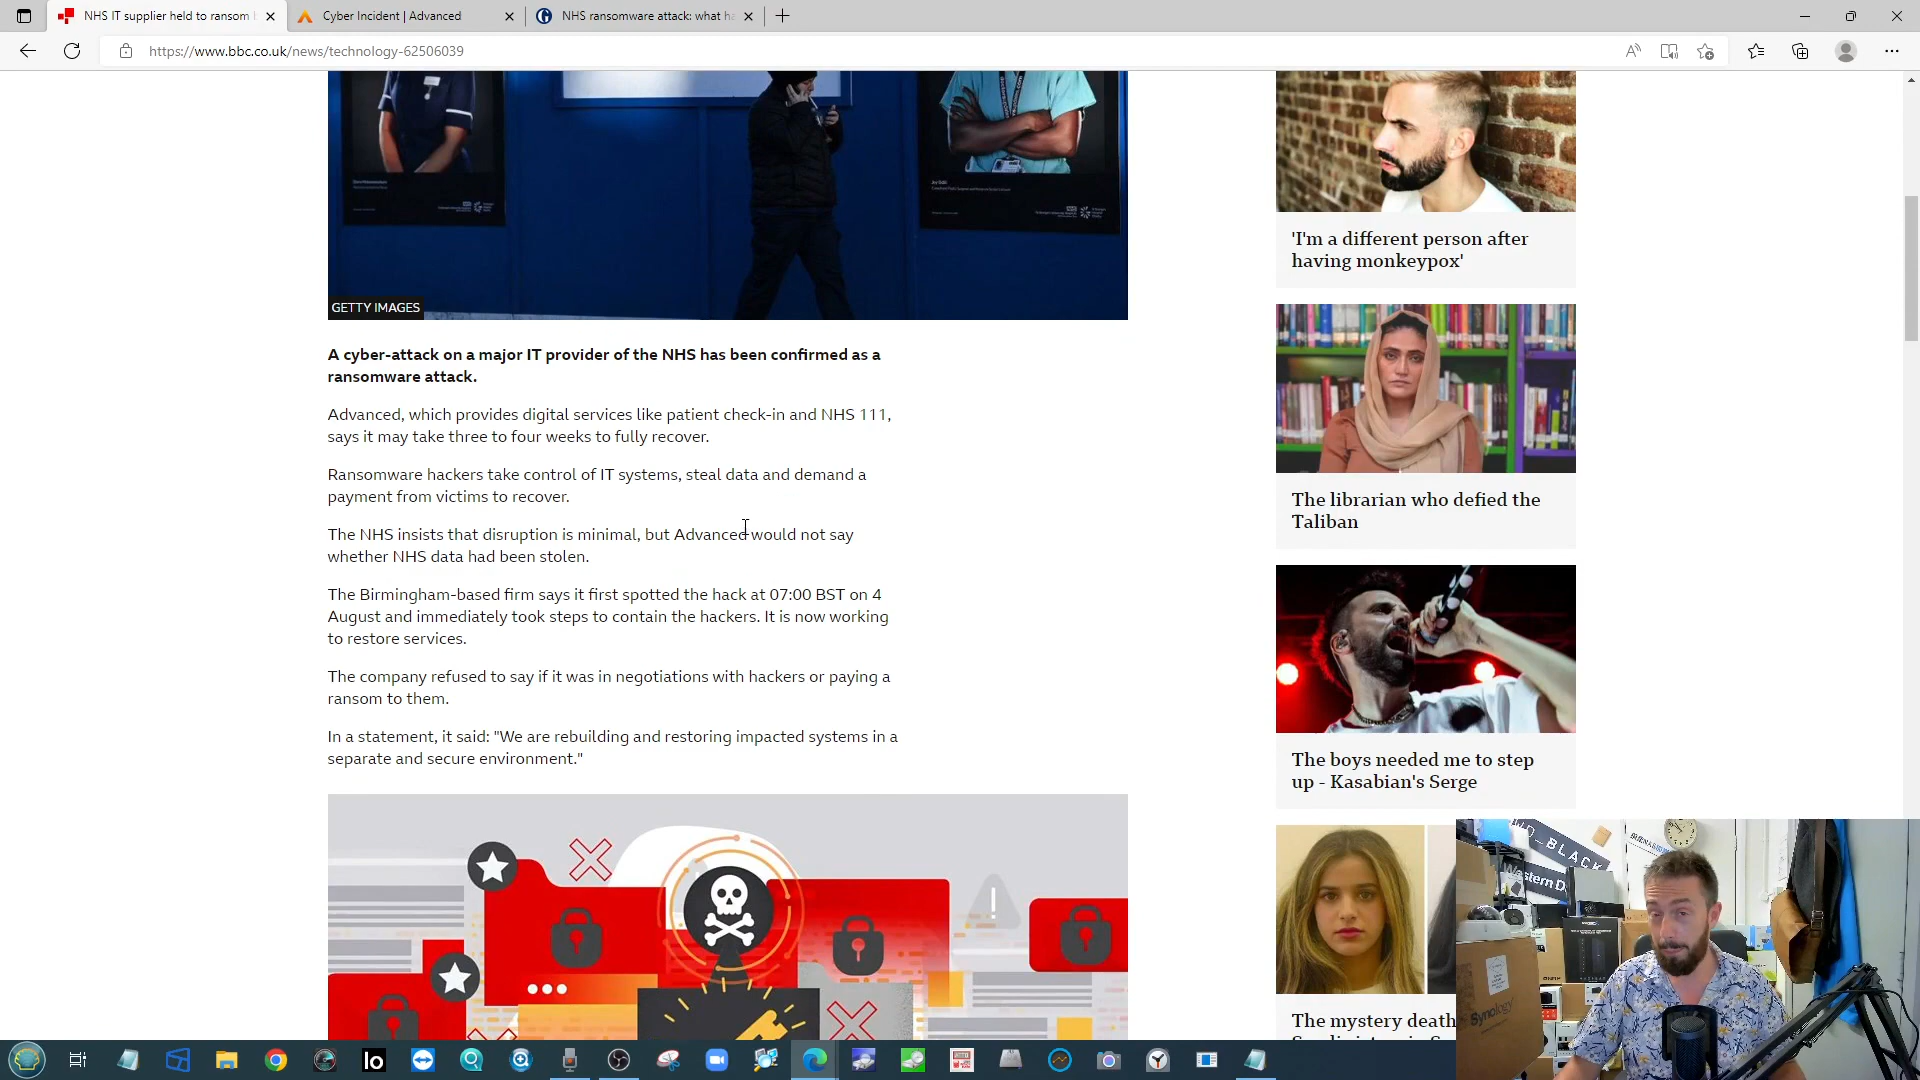 NHS IT supplier held to ransom
Cyber Incident | Advanced
NHS ransomware attack: what ha
https://www.bbc.co.uk/news/technology-62506039
GETTY IMAGES
A cyber-attack on a major IT provider of the NHS has been confirmed as a
ransomware attack.
Advanced, which provides digital services like patient check-in and NHS 111,
says it may take three to four weeks to fully recover.
Ransomware hackers take control of IT systems, steal data and demand a
payment from victims to recover.
The NHS insists that disruption is minimal, but Advanced would not say
whether NHS data had been stolen.
The Birmingham-based firm says it first spotted the hack at 07:00 BST on 4
August and immediately took steps to contain the hackers. It is now working
to restore services.
The company refused to say if it was in negotiations with hackers or paying a
ransom to them.
In a statement, it said: "We are rebuilding and restoring impacted systems in a
separate and secure environment."
'I'm a different person after
having monkeypox'
The librarian who defied the
Taliban
The boys needed me to step
up - Kasabian's Serge
The mystery death
WD_BLACK
Western D
Synology
Io